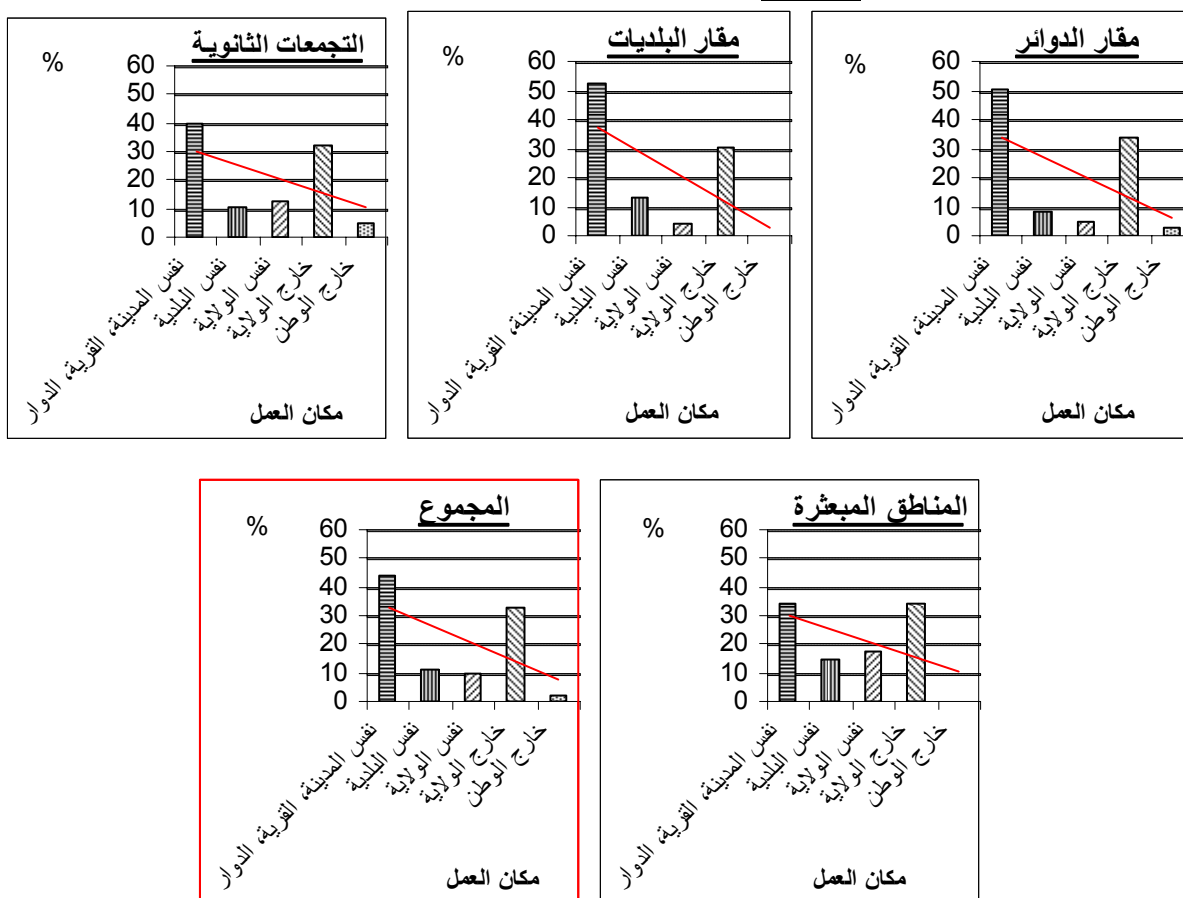 مقار الدوائر
%
60
50
40
30
20
10
0
نفس المدينة، القرية، الدوار
نفس البلدية
نفس الولاية
خارج الولاية
خارج الوطن
مكان العمل
مقار البلديات
%
60
50
40
30
20
10
0
نفس المدينة، القرية، الدوار
نفس البلدية
نفس الولاية
خارج الولاية
خارج الوطن
مكان العمل
التجمعات الثانوية
%
60
50
40
30
20
10
0
نفس المدينة، القرية، الدوار
نفس البلدية
نفس الولاية
خارج الولاية
خارج الوطن
مكان العمل
المناطق المبعثرة
%
60
50
40
30
20
10
0
نفس المدينة، القرية، الدوار
نفس البلدية
نفس الولاية
خارج الولاية
خارج الوطن
مكان العمل
المجموع
%
60
50
40
30
20
10
0
نفس المدينة، القرية، الدوار
نفس البلدية
نفس الولاية
خارج الولاية
خارج الوطن
مكان العمل